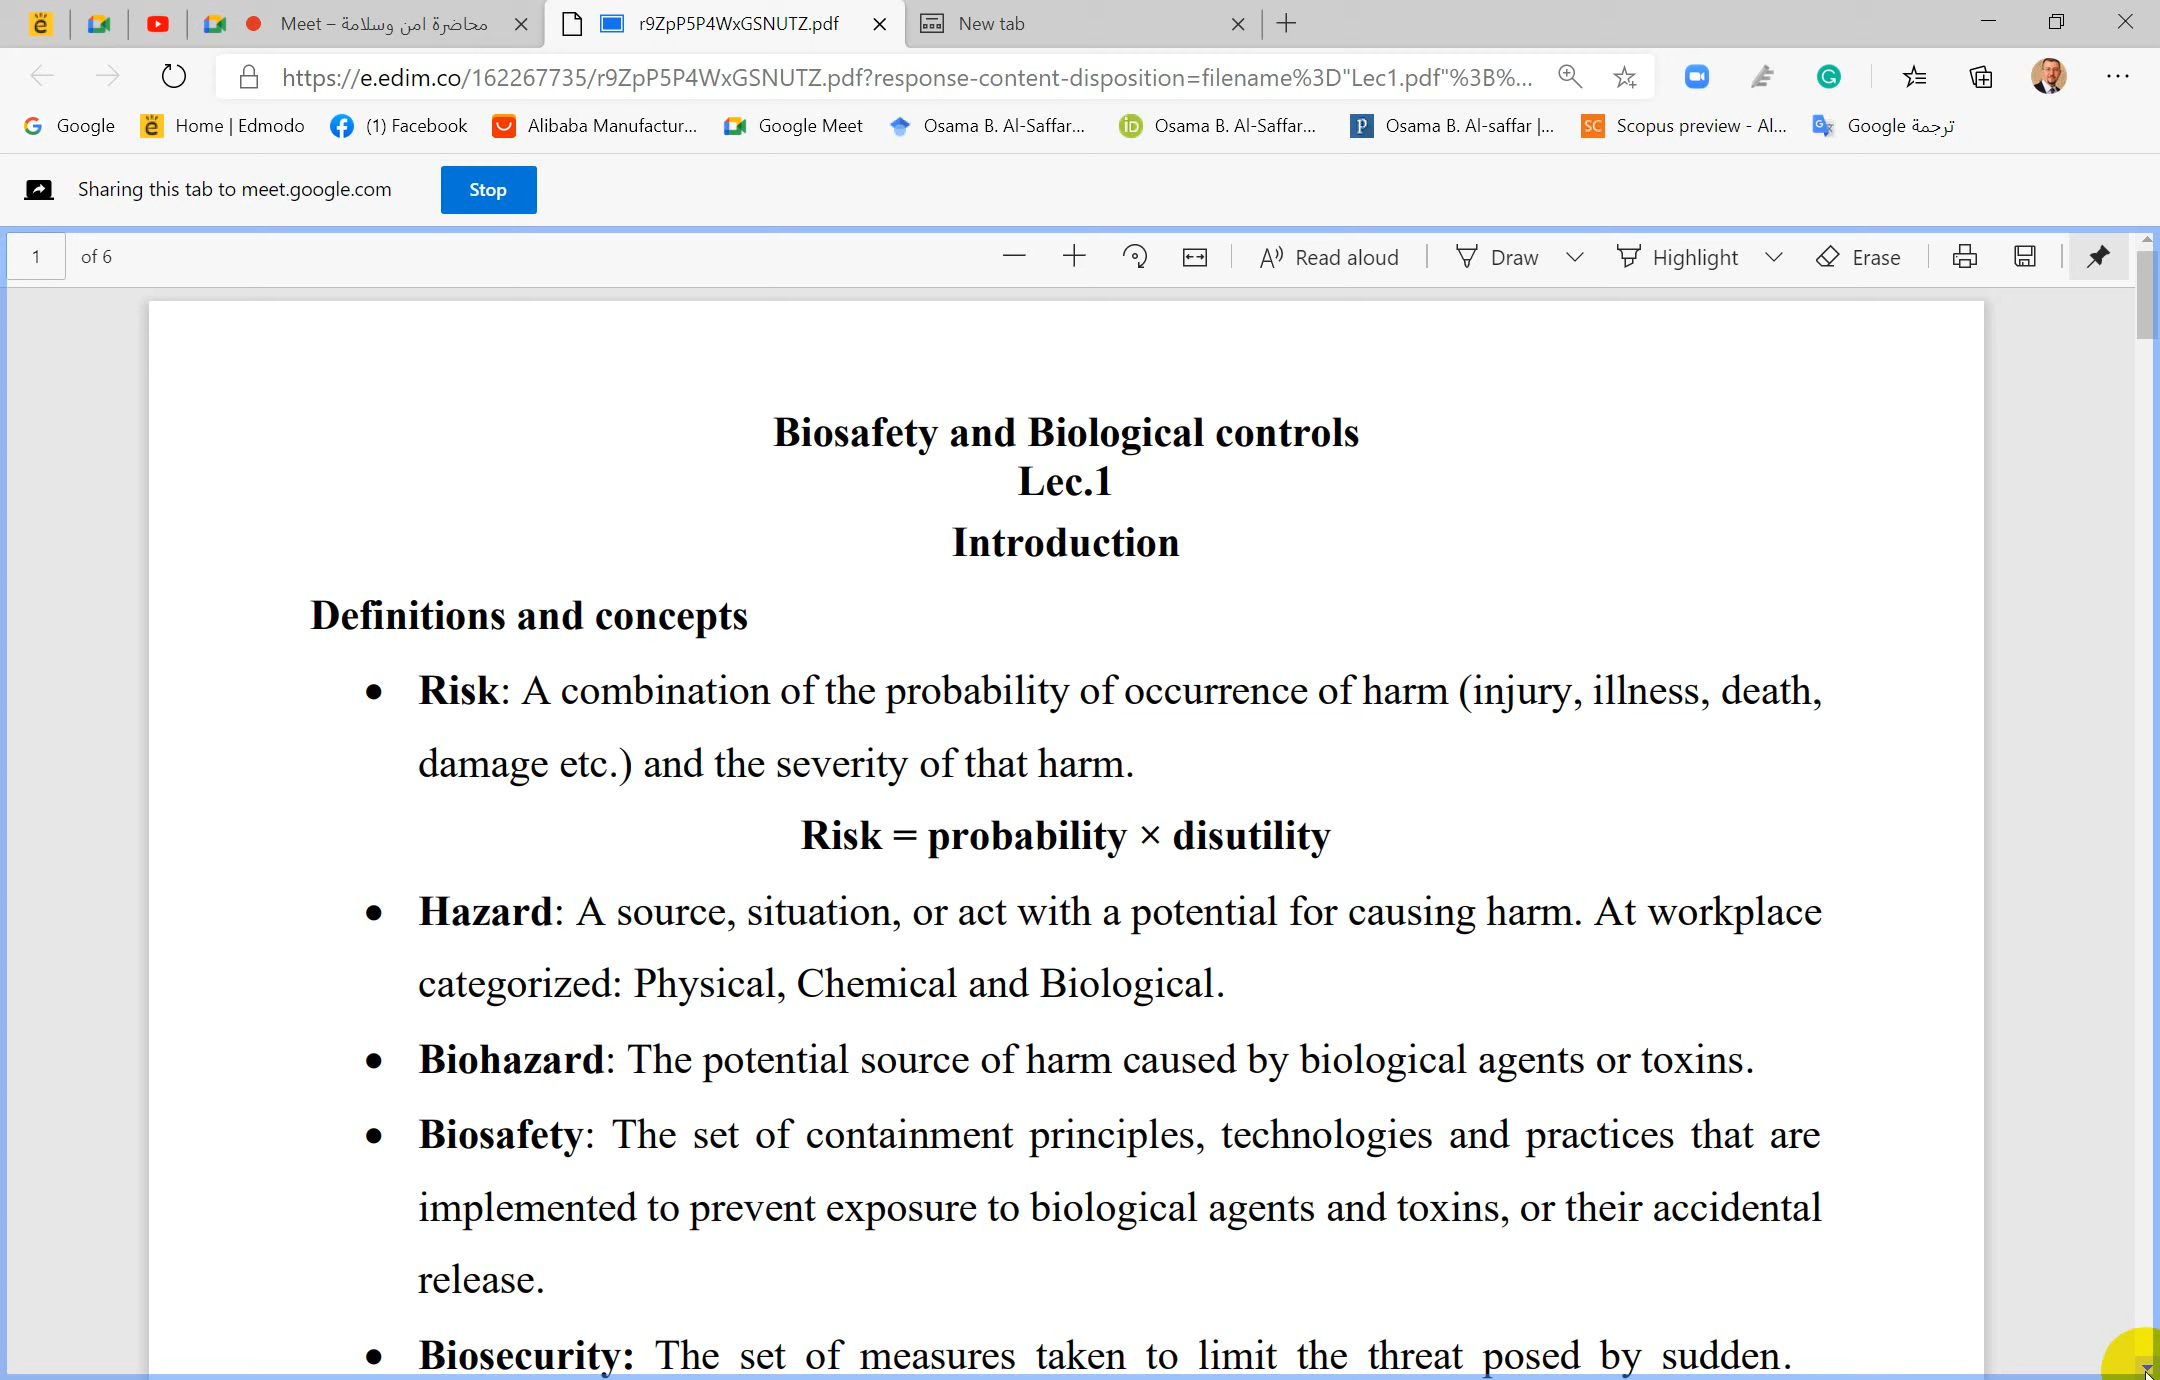 Meet – محاضرة امن وسلامة
r9ZpP5P4WxGSNUTZ.pdf
New tab
https://e.edim.co/162267735/r9ZpP5P4WxGSNUTZ.pdf?response-content-disposition=filename%3D"Lec1.pdf"%3B%...
Google
Home | Edmodo
(1) Facebook
Alibaba Manufactur...
Google Meet
Osama B. Al-Saffar...
Osama B. Al-Saffar...
Osama B. Al-saffar |...
Scopus preview - Al...
ترجمة Google
Sharing this tab to meet.google.com
Stop
1 of 6
Read aloud
Draw
Highlight
Erase
Biosafety and Biological controls
Lec.1
Introduction
Definitions and concepts
• Risk: A combination of the probability of occurrence of harm (injury, illness, death,
damage etc.) and the severity of that harm.
Risk = probability × disutility
• Hazard: A source, situation, or act with a potential for causing harm. At workplace
categorized: Physical, Chemical and Biological.
• Biohazard: The potential source of harm caused by biological agents or toxins.
• Biosafety: The set of containment principles, technologies and practices that are
implemented to prevent exposure to biological agents and toxins, or their accidental
release.
• Biosecurity: The set of measures taken to limit the threat posed by sudden.